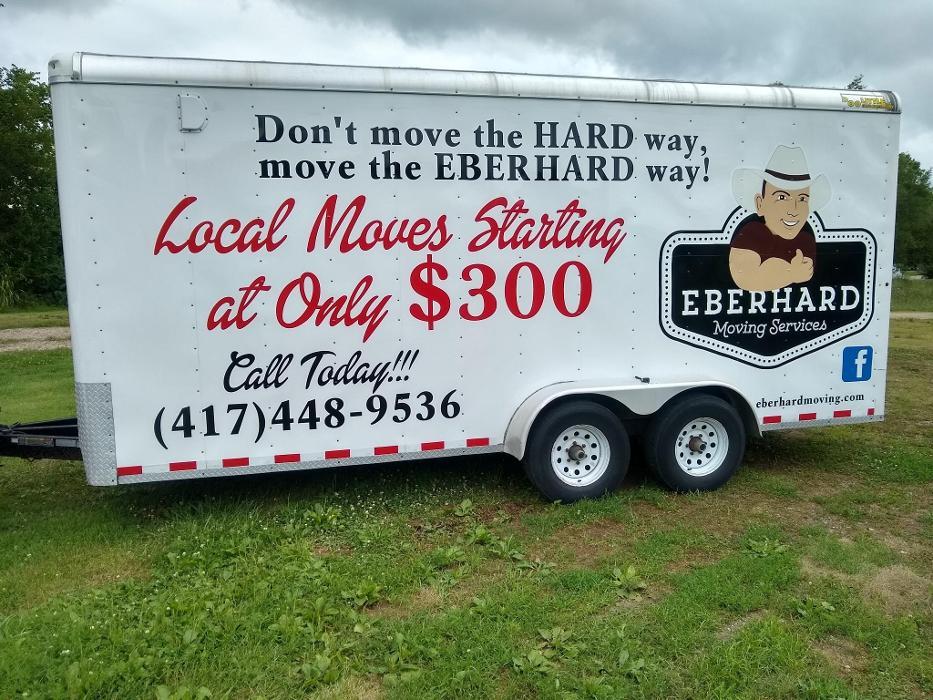 Don't move the HARD way,
move the EBERHARD way!
Local Moves Starting
at Only $300
Call Today!!!
(417)448-9536
EBERHARD
Moving Services
f
eberhardmoving.com